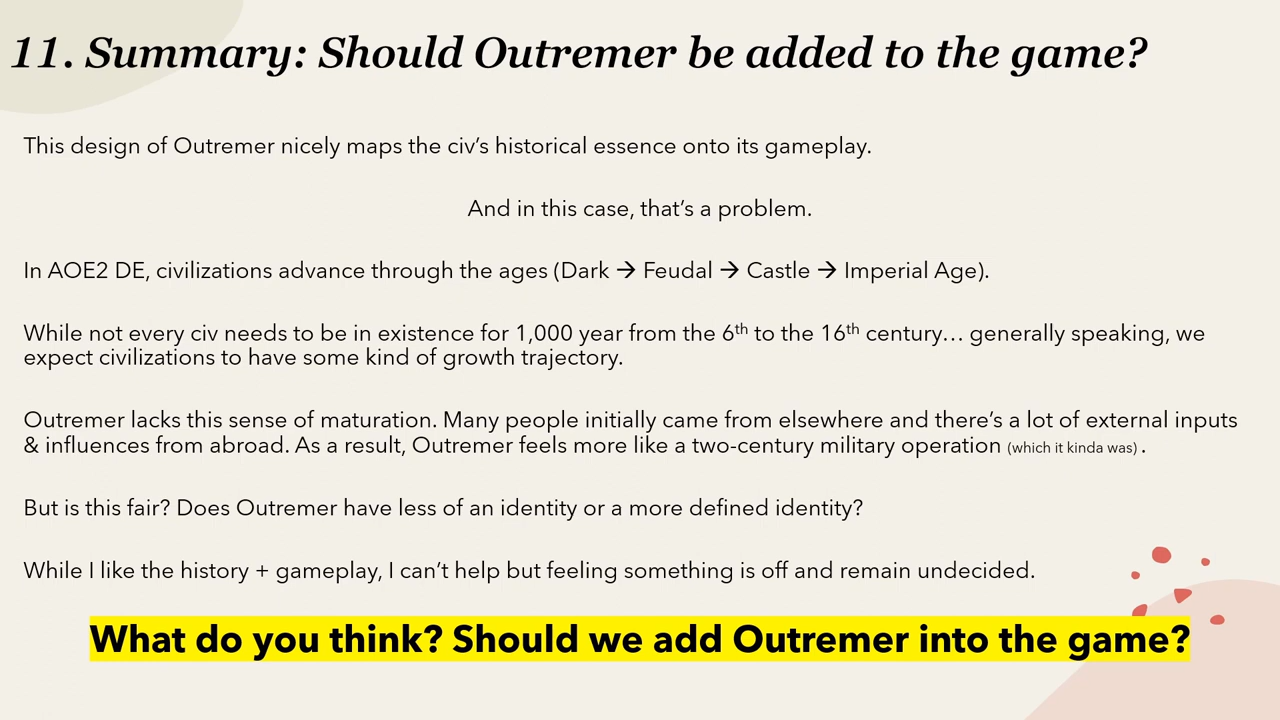 11. Summary: Should Outremer be added to the game?
This design of Outremer nicely maps the civ’s historical essence onto its gameplay.
And in this case, that’s a problem.
In AOE2 DE, civilizations advance through the ages (Dark → Feudal → Castle → Imperial Age).
While not every civ needs to be in existence for 1,000 year from the 6th to the 16th century… generally speaking, we
expect civilizations to have some kind of growth trajectory.
Outremer lacks this sense of maturation. Many people initially came from elsewhere and there’s a lot of external inputs
& influences from abroad. As a result, Outremer feels more like a two-century military operation (which it kinda was) .
But is this fair? Does Outremer have less of an identity or a more defined identity?
While I like the history + gameplay, I can’t help but feeling something is off and remain undecided.
What do you think? Should we add Outremer into the game?